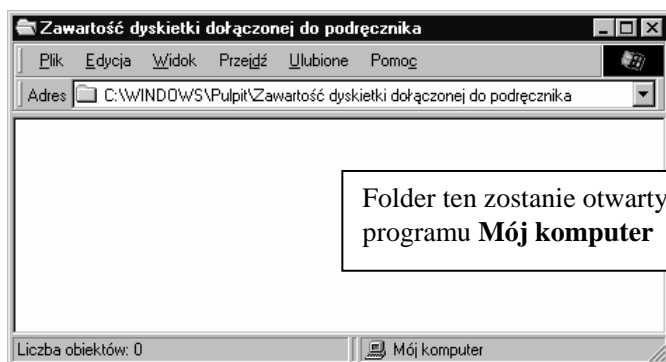 Zawartość dyskietki dołączonej do podręcznika
Plik Edycja Widok Przejdź Ulubione Pomoc
Adres C:\WINDOWS\Pulpit\Zawartość dyskietki dołączonej do podręcznika
Folder ten zostanie otwarty
programu Mój komputer
Liczba obiektów: 0 Mój komputer